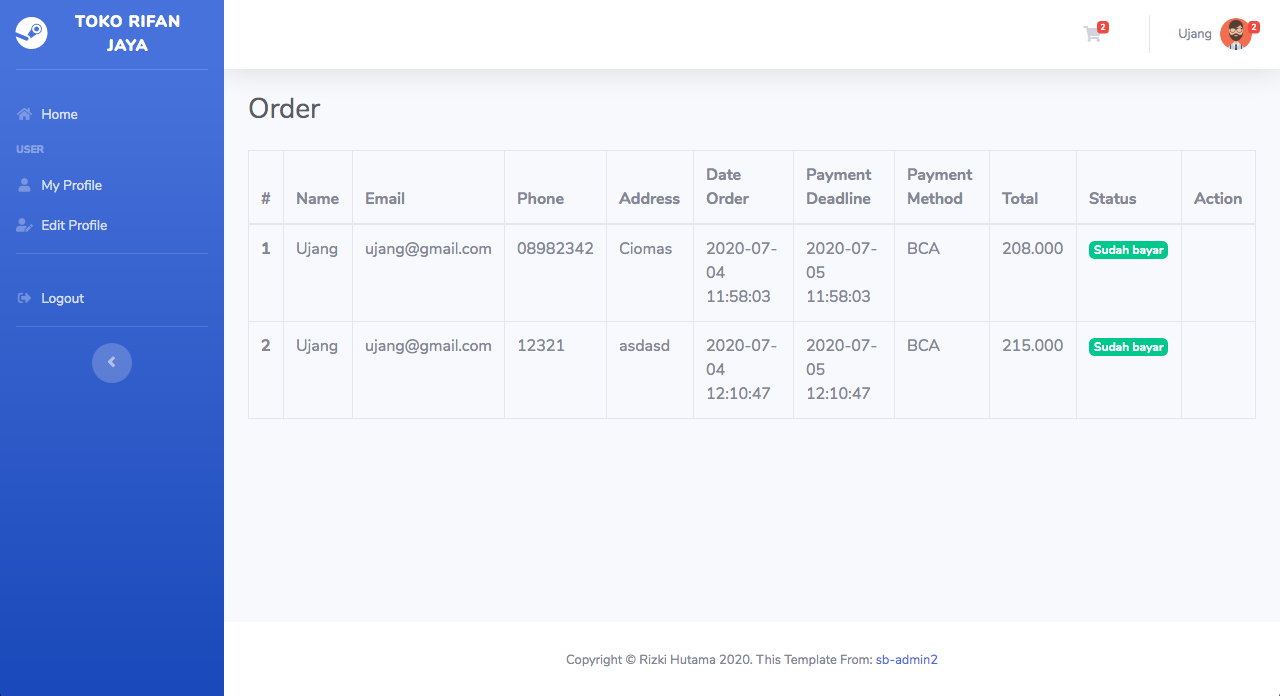 TOKO RIFAN
JAYA
2
Ujang
2
Home
USER
My Profile
Edit Profile
Logout
Order
# Name Email Phone Address Date Order Payment Deadline Payment Method Total Status Action
1 Ujang ujang@gmail.com 08982342 Ciomas 2020-07-04 11:58:03 2020-07-05 11:58:03 BCA 208.000 Sudah bayar
2 Ujang ujang@gmail.com 12321 asdasd 2020-07-04 12:10:47 2020-07-05 12:10:47 BCA 215.000 Sudah bayar
Copyright © Rizki Hutama 2020. This Template From: sb-admin2